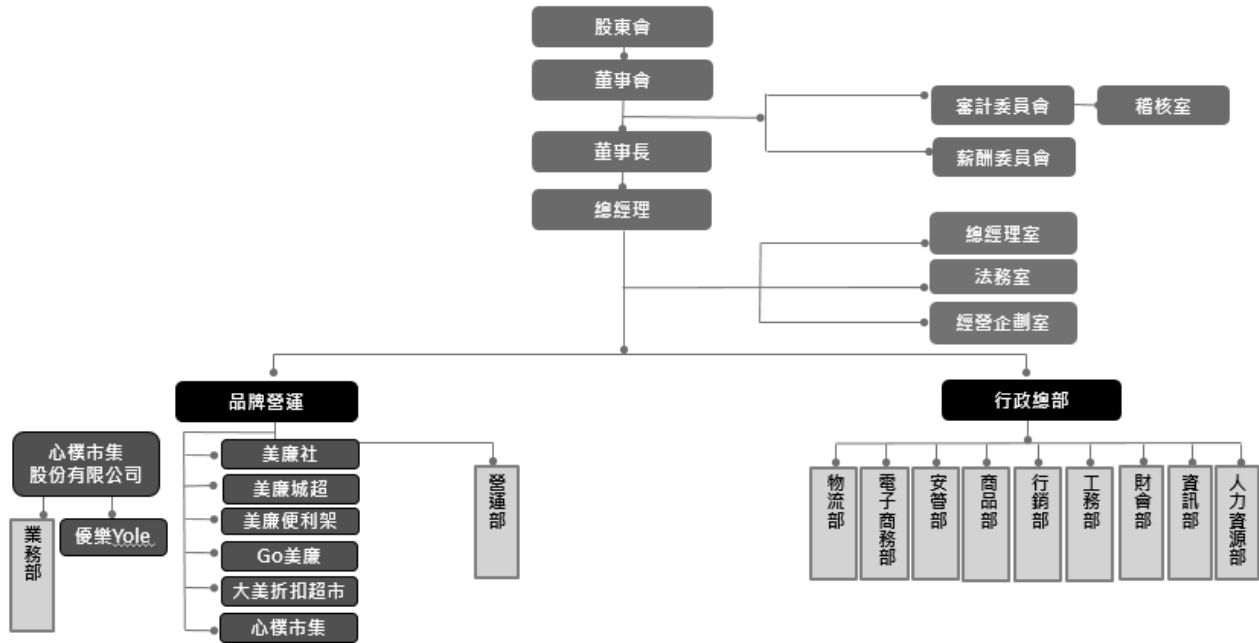 股東會
董事會
審計委員會
稽核室
董事長
薪酬委員會
總經理
總經理室
法務室
經營企劃室
品牌營運
行政總部
心樸市集
股份有限公司
業務部
優樂Yole
美廉社
美廉城超
美廉便利架
Go美廉
大美折扣超市
心樸市集
營運部
物流部
電子商務部
安營部
商品部
行銷部
工務部
財會部
資訊部
人力資源部